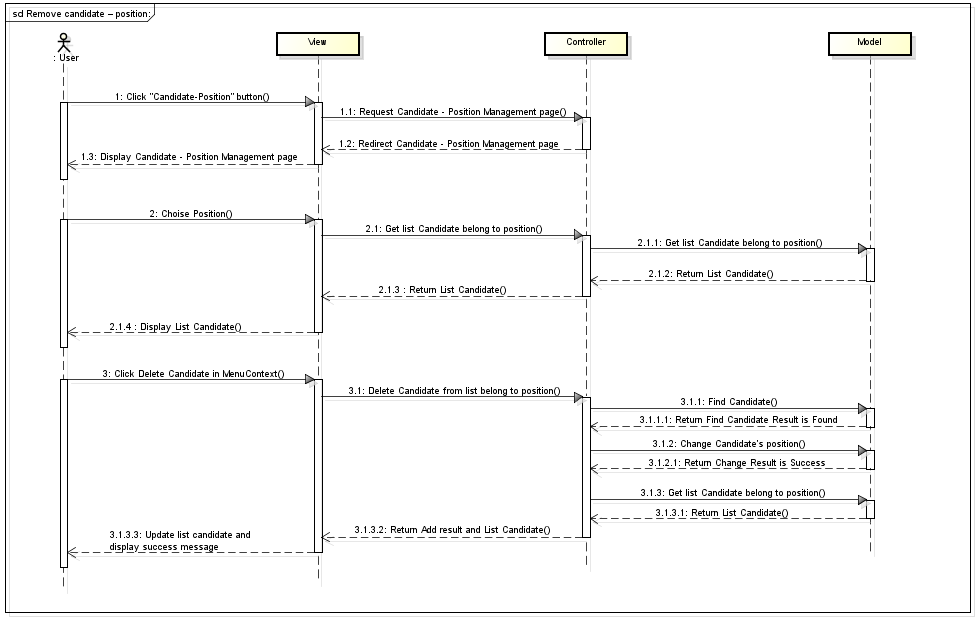 sd Remove candidate – position:
: User
View
Controller
Model
1: Click "Candidate-Position" button()
1.1: Request Candidate - Position Management page()
1.2: Redirect Candidate - Position Management page
1.3: Display Candidate - Position Management page
2: Choise Position()
2.1: Get list Candidate belong to position()
2.1.1: Get list Candidate belong to position()
2.1.2: Return List Candidate()
2.1.3 : Return List Candidate()
2.1.4 : Display List Candidate()
3: Click Delete Candidate in MenuContext()
3.1: Delete Candidate from list belong to position()
3.1.1: Find Candidate()
3.1.1.1: Return Find Candidate Result is Found
3.1.2: Change Candidate's position()
3.1.2.1: Return Change Result is Success
3.1.3: Get list Candidate belong to position()
3.1.3.1: Return List Candidate()
3.1.3.2: Return Add result and List Candidate()
3.1.3.3: Update list candidate and
display success message